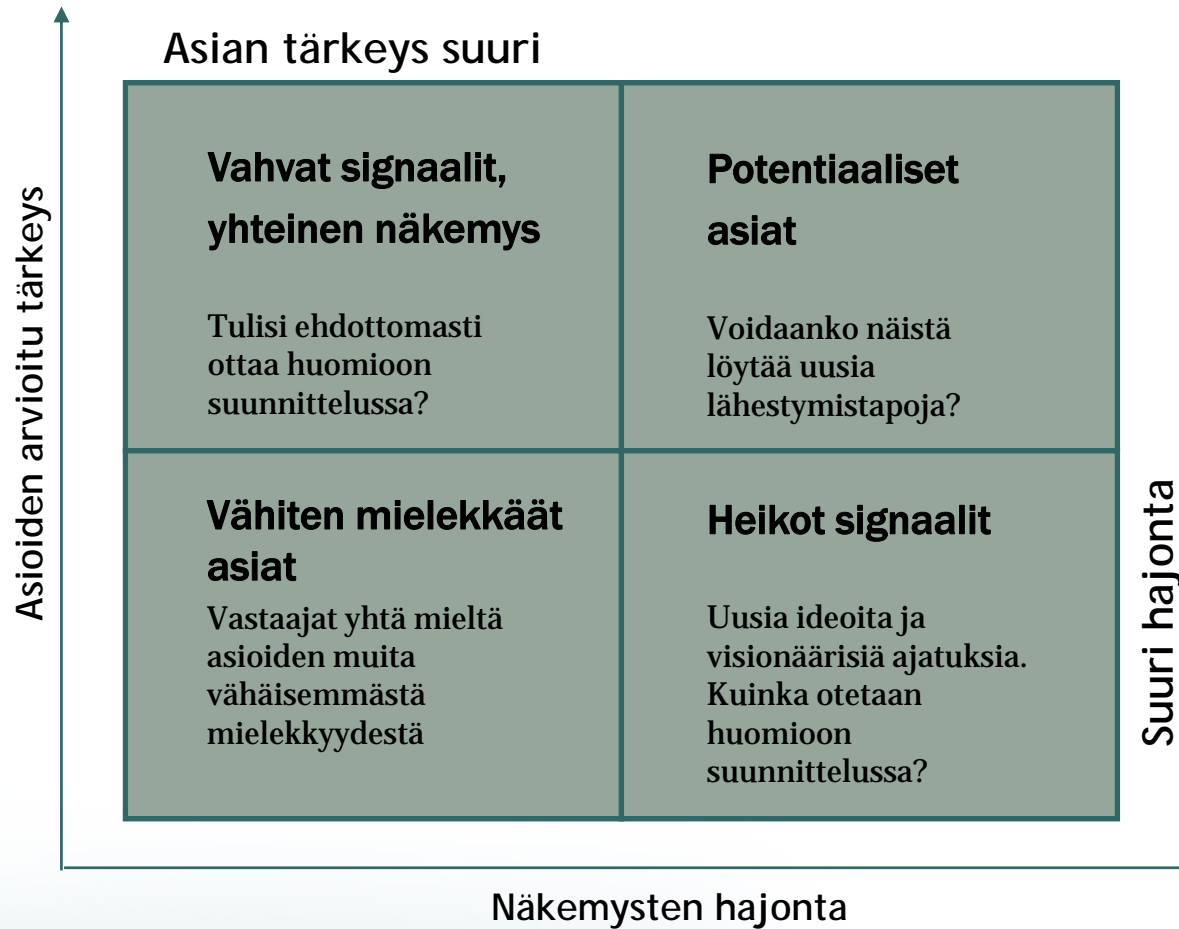 Asian tärkeys suuri
Asioiden arvioitu tärkeys
Vahvat signaalit,
yhteinen näkemys
Tulisi ehdottomasti
ottaa huomioon
suunnittelussa?
Potentiaaliset
asiat
Voidaanko näistä
löytää uusia
lähestymistapoja?
Vähiten mielekkäät
asiat
Vastaajat yhtä mieltä
asioiden muita
vähäisemmästä
mielekkyydestä
Heikot signaalit
Uusia ideoita ja
visionäärisiä ajatuksia.
Kuinka otetaan
huomioon
suunnittelussa?
Suuri hajonta
Näkemysten hajonta